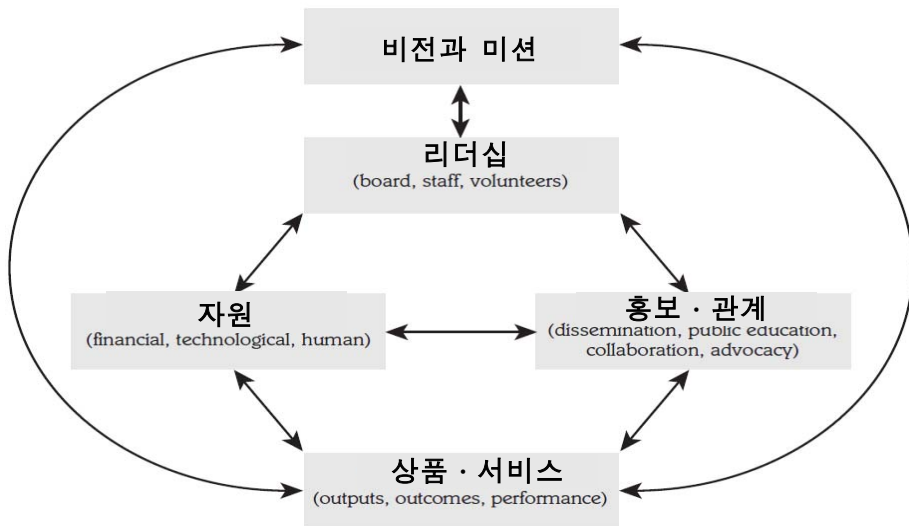 비전과 미션
리더십
(board, staff, volunteers)
자원
(financial, technological, human)
홍보 · 관계
(dissemination, public education,
collaboration, advocacy)
상품 · 서비스
(outputs, outcomes, performance)